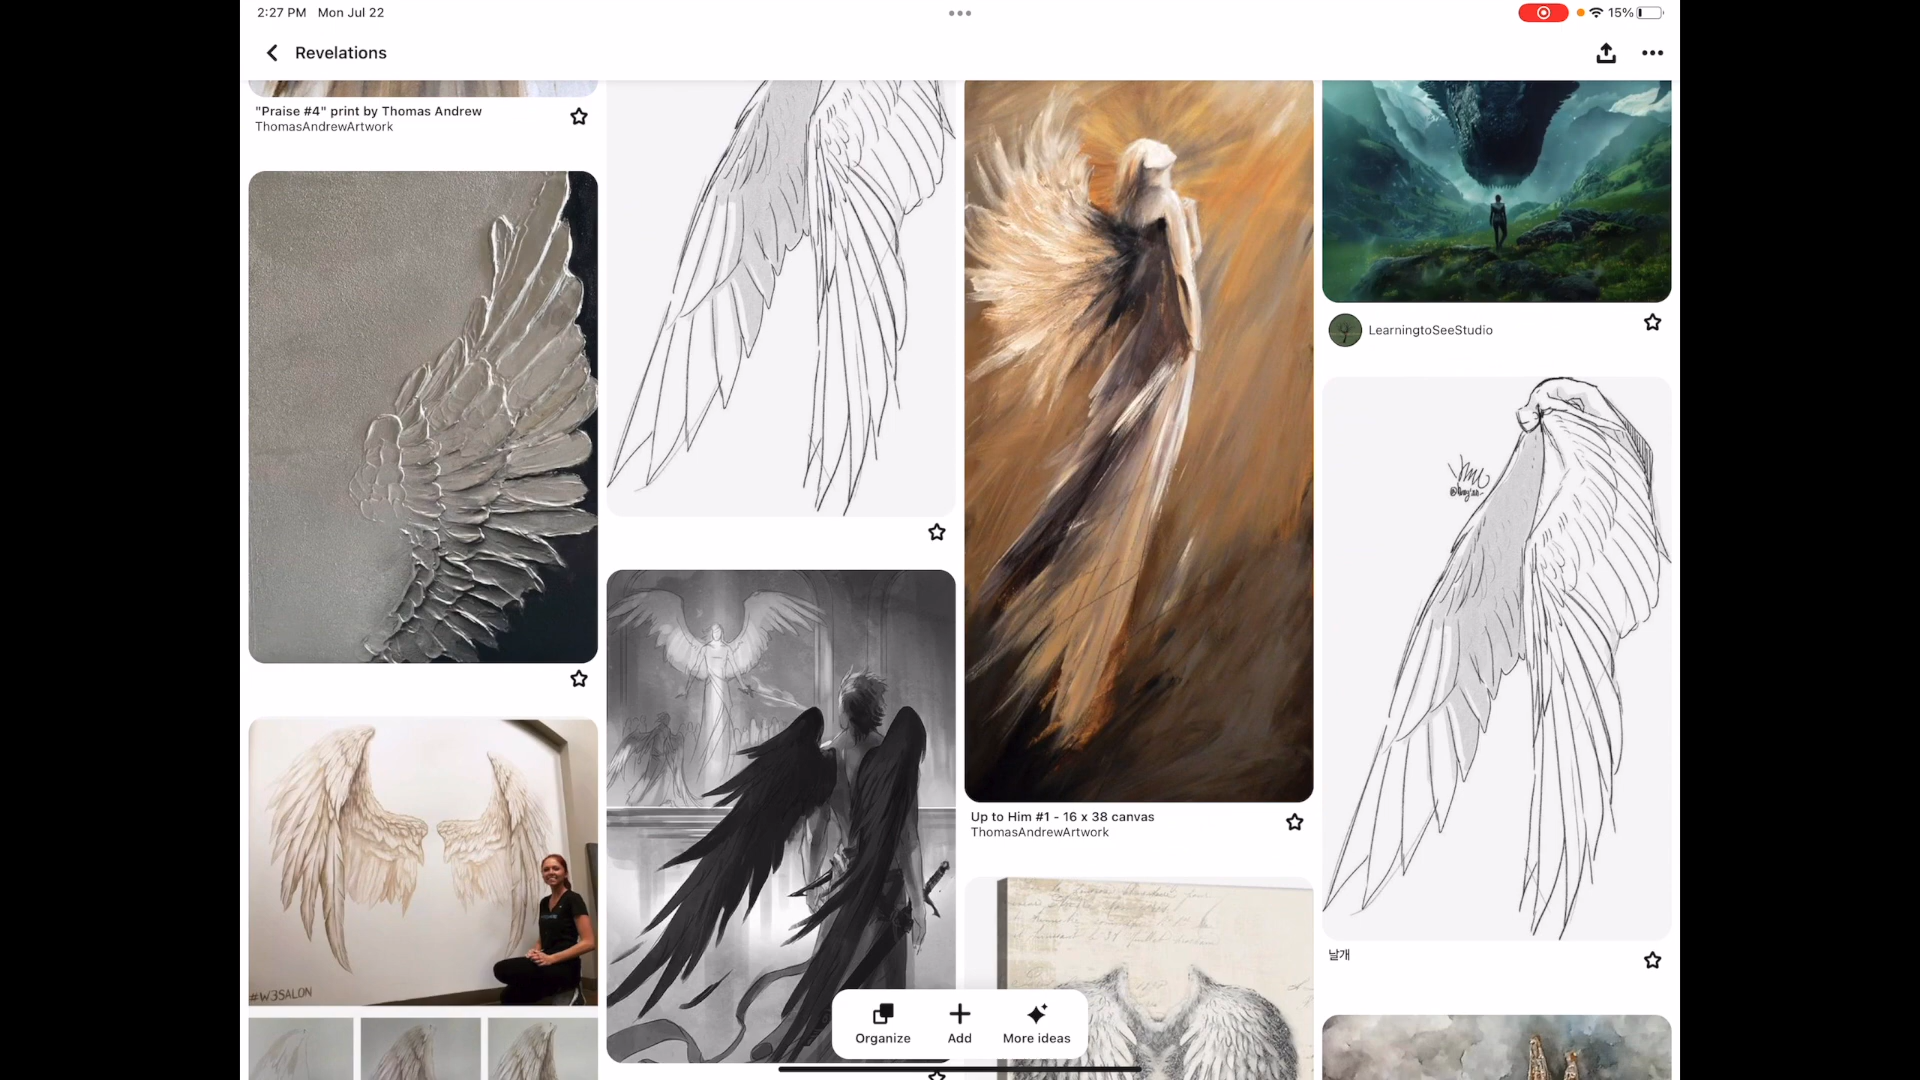 2:27 PM Mon Jul 22
15%
Revelations
"Praise #4" print by Thomas Andrew
ThomasAndrewArtwork
LearningtoSeeStudio
#W3SALON
Up to Him #1 - 16 x 38 canvas
ThomasAndrewArtwork
날개
Organize
Add
More ideas